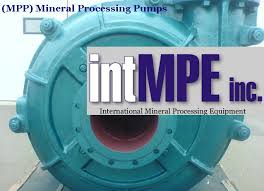 (MPP) Mineral Processing Pumps
intMPE inc.
International Mineral Processing Equipment